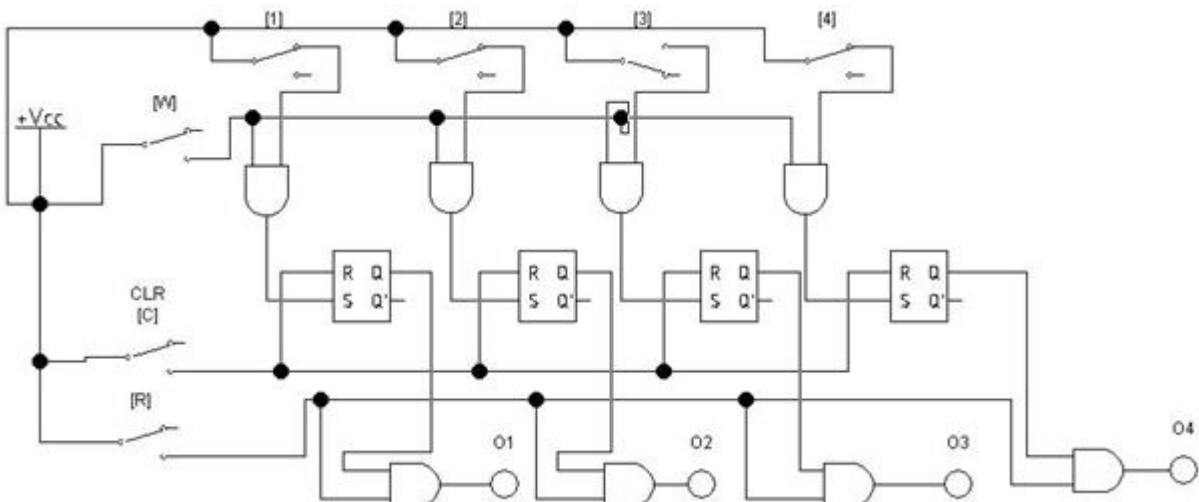 [1] [2] [3] [4]
[W]
+Vcc
R Q R Q R Q R Q
S Q' S Q' S Q' S Q'
CLR
[C]
[R]
O1 O2 O3 O4